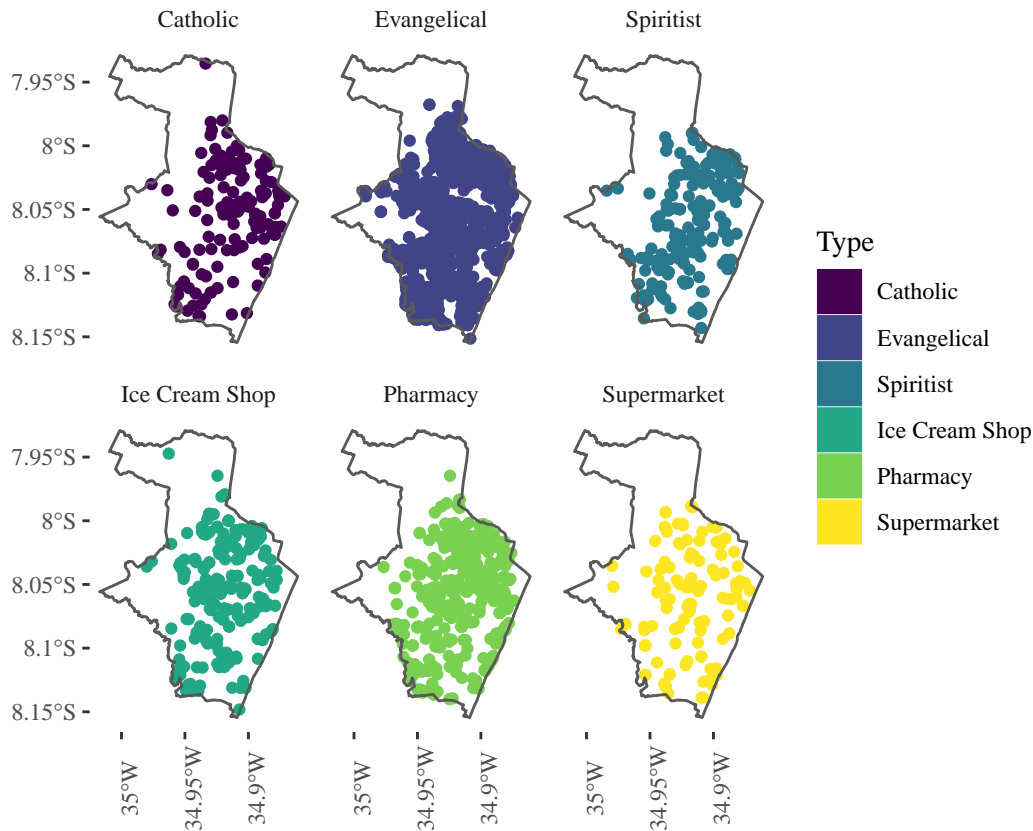 Catholic
Evangelical
Spiritist
7.95°S
8°S
8.05°S
8.1°S
8.15°S
Ice Cream Shop
Pharmacy
Supermarket
7.95°S
8°S
8.05°S
8.1°S
8.15°S
35°W
34.95°W
34.9°W
35°W
34.95°W
34.9°W
35°W
34.95°W
34.9°W
Type
Catholic
Evangelical
Spiritist
Ice Cream Shop
Pharmacy
Supermarket